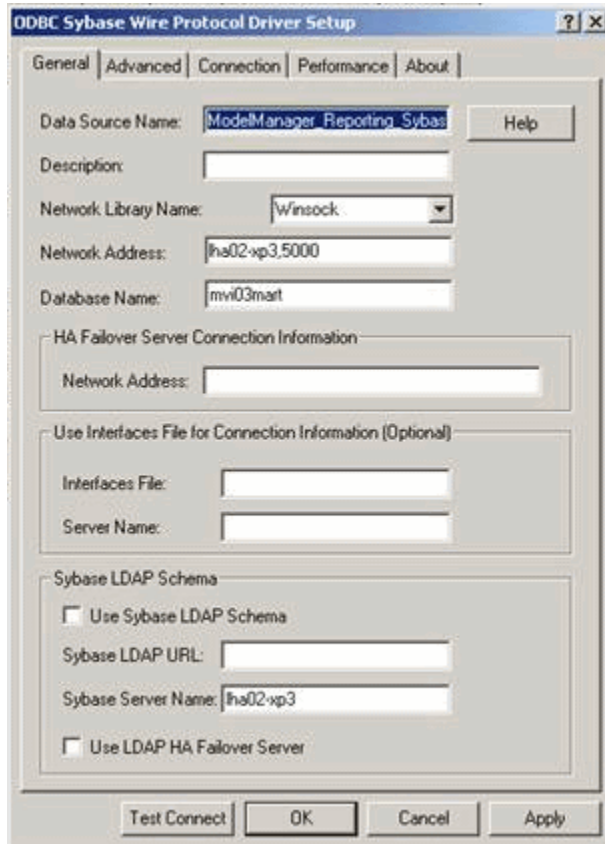 ODBC Sybase Wire Protocol Driver Setup
General Advanced Connection Performance About
Data Source Name: ModelManager_Reporting_Sybas Help
Description:
Network Library Name: Winsock
Network Address: lha02-xp3,5000
Database Name: mvi03mart
HA Failover Server Connection Information
Network Address:
Use Interfaces File for Connection Information (Optional)
Interfaces File:
Server Name:
Sybase LDAP Schema
Use Sybase LDAP Schema
Sybase LDAP URL:
Sybase Server Name: lha02-xp3
Use LDAP HA Failover Server
Test Connect OK Cancel Apply